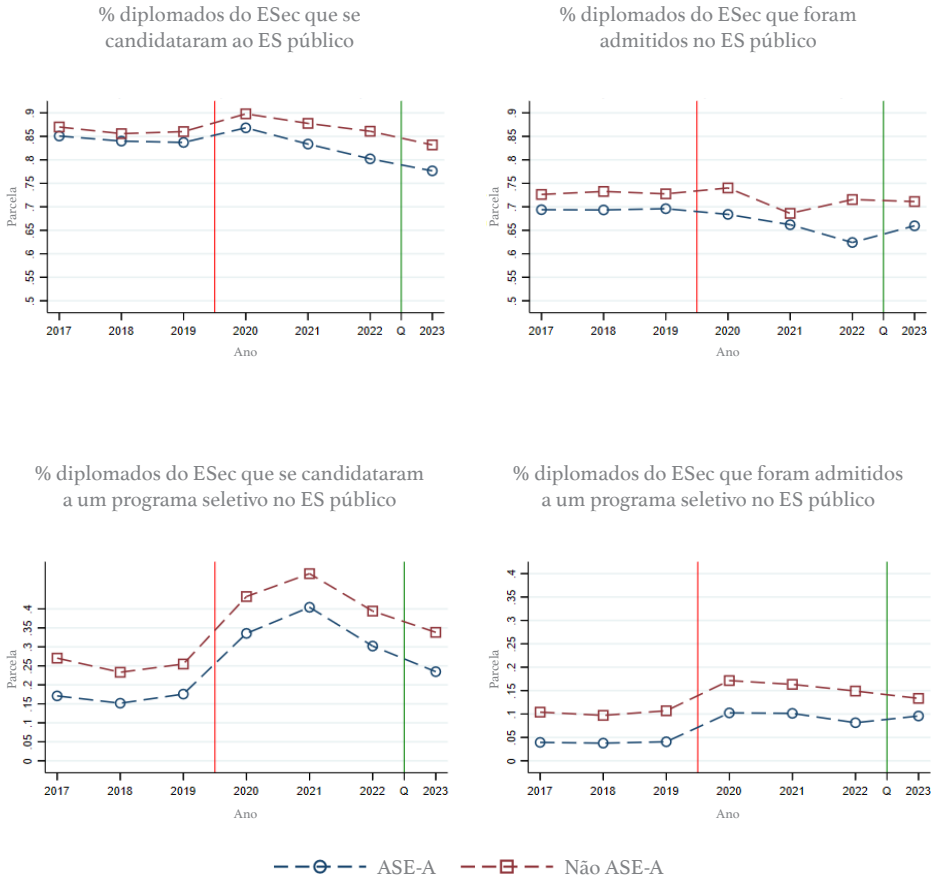 % diplomados do ESec que se
candidataram ao ES público
.9
.85
.8
.75
.7
.65
.6
.55
.5
Parcela
2017 2018 2019 2020 2021 2022 Q 2023
Ano
% diplomados do ESec que foram
admitidos no ES público
.9
.85
.8
.75
.7
.65
.6
.55
.5
Parcela
2017 2018 2019 2020 2021 2022 Q 2023
Ano
% diplomados do ESec que se candidataram
a um programa seletivo no ES público
.4
.35
.3
.25
.2
.15
.1
.05
0
Parcela
2017 2018 2019 2020 2021 2022 Q 2023
Ano
% diplomados do ESec que foram admitidos
a um programa seletivo no ES público
.4
.35
.3
.25
.2
.15
.1
.05
0
Parcela
2017 2018 2019 2020 2021 2022 Q 2023
Ano
ASE-A Não ASE-A